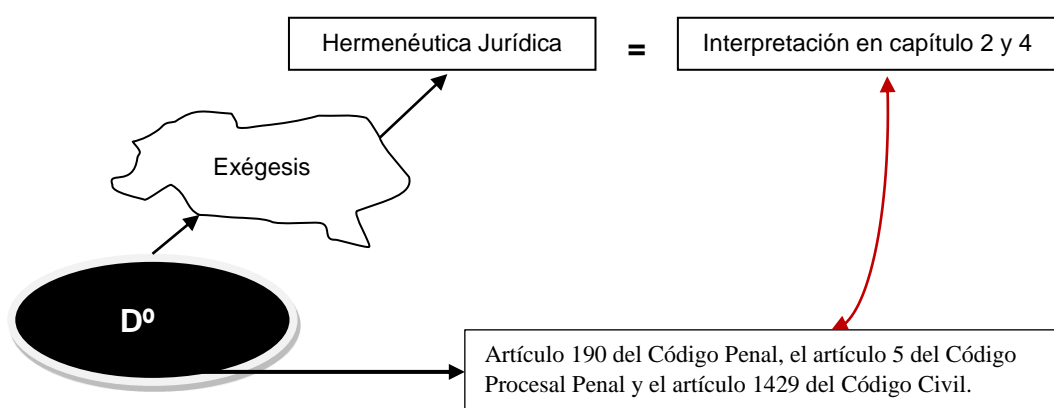 Hermenéutica Jurídica
=
Interpretación en capítulo 2 y 4
Exégesis
Dº
Artículo 190 del Código Penal, el artículo 5 del Código
Procesal Penal y el artículo 1429 del Código Civil.